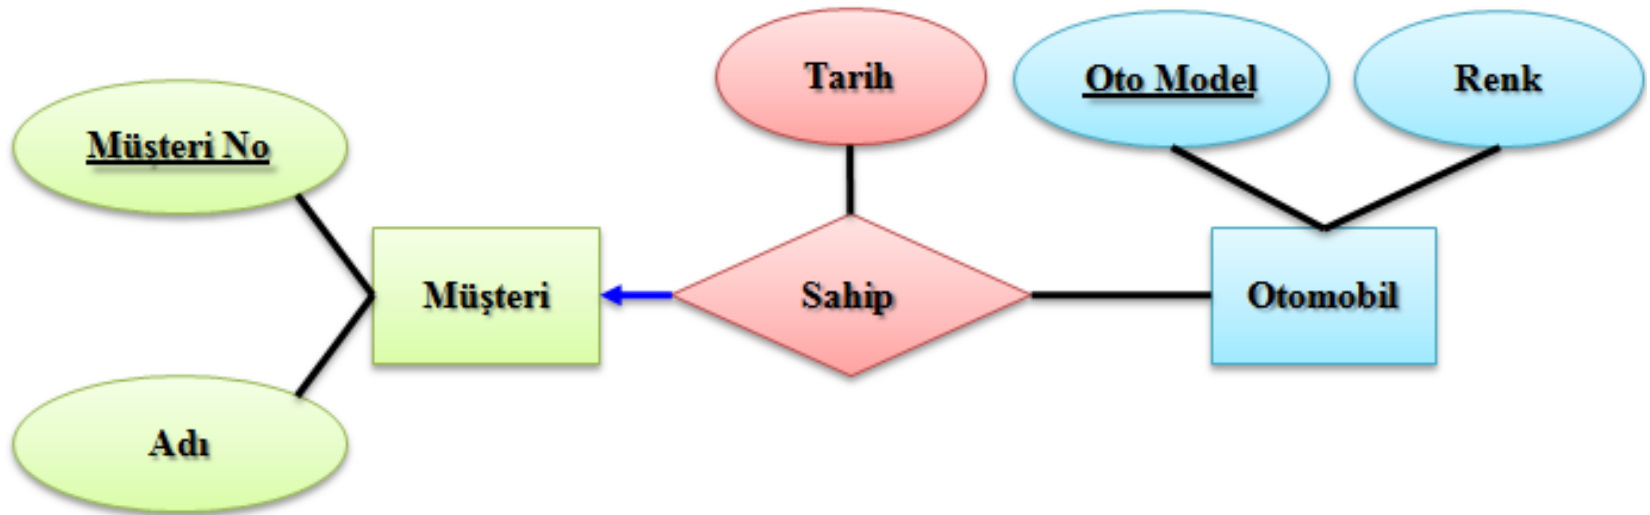 Tarih
Oto Model
Renk
Müşteri No
Müşteri
Sahip
Otomobil
Adı